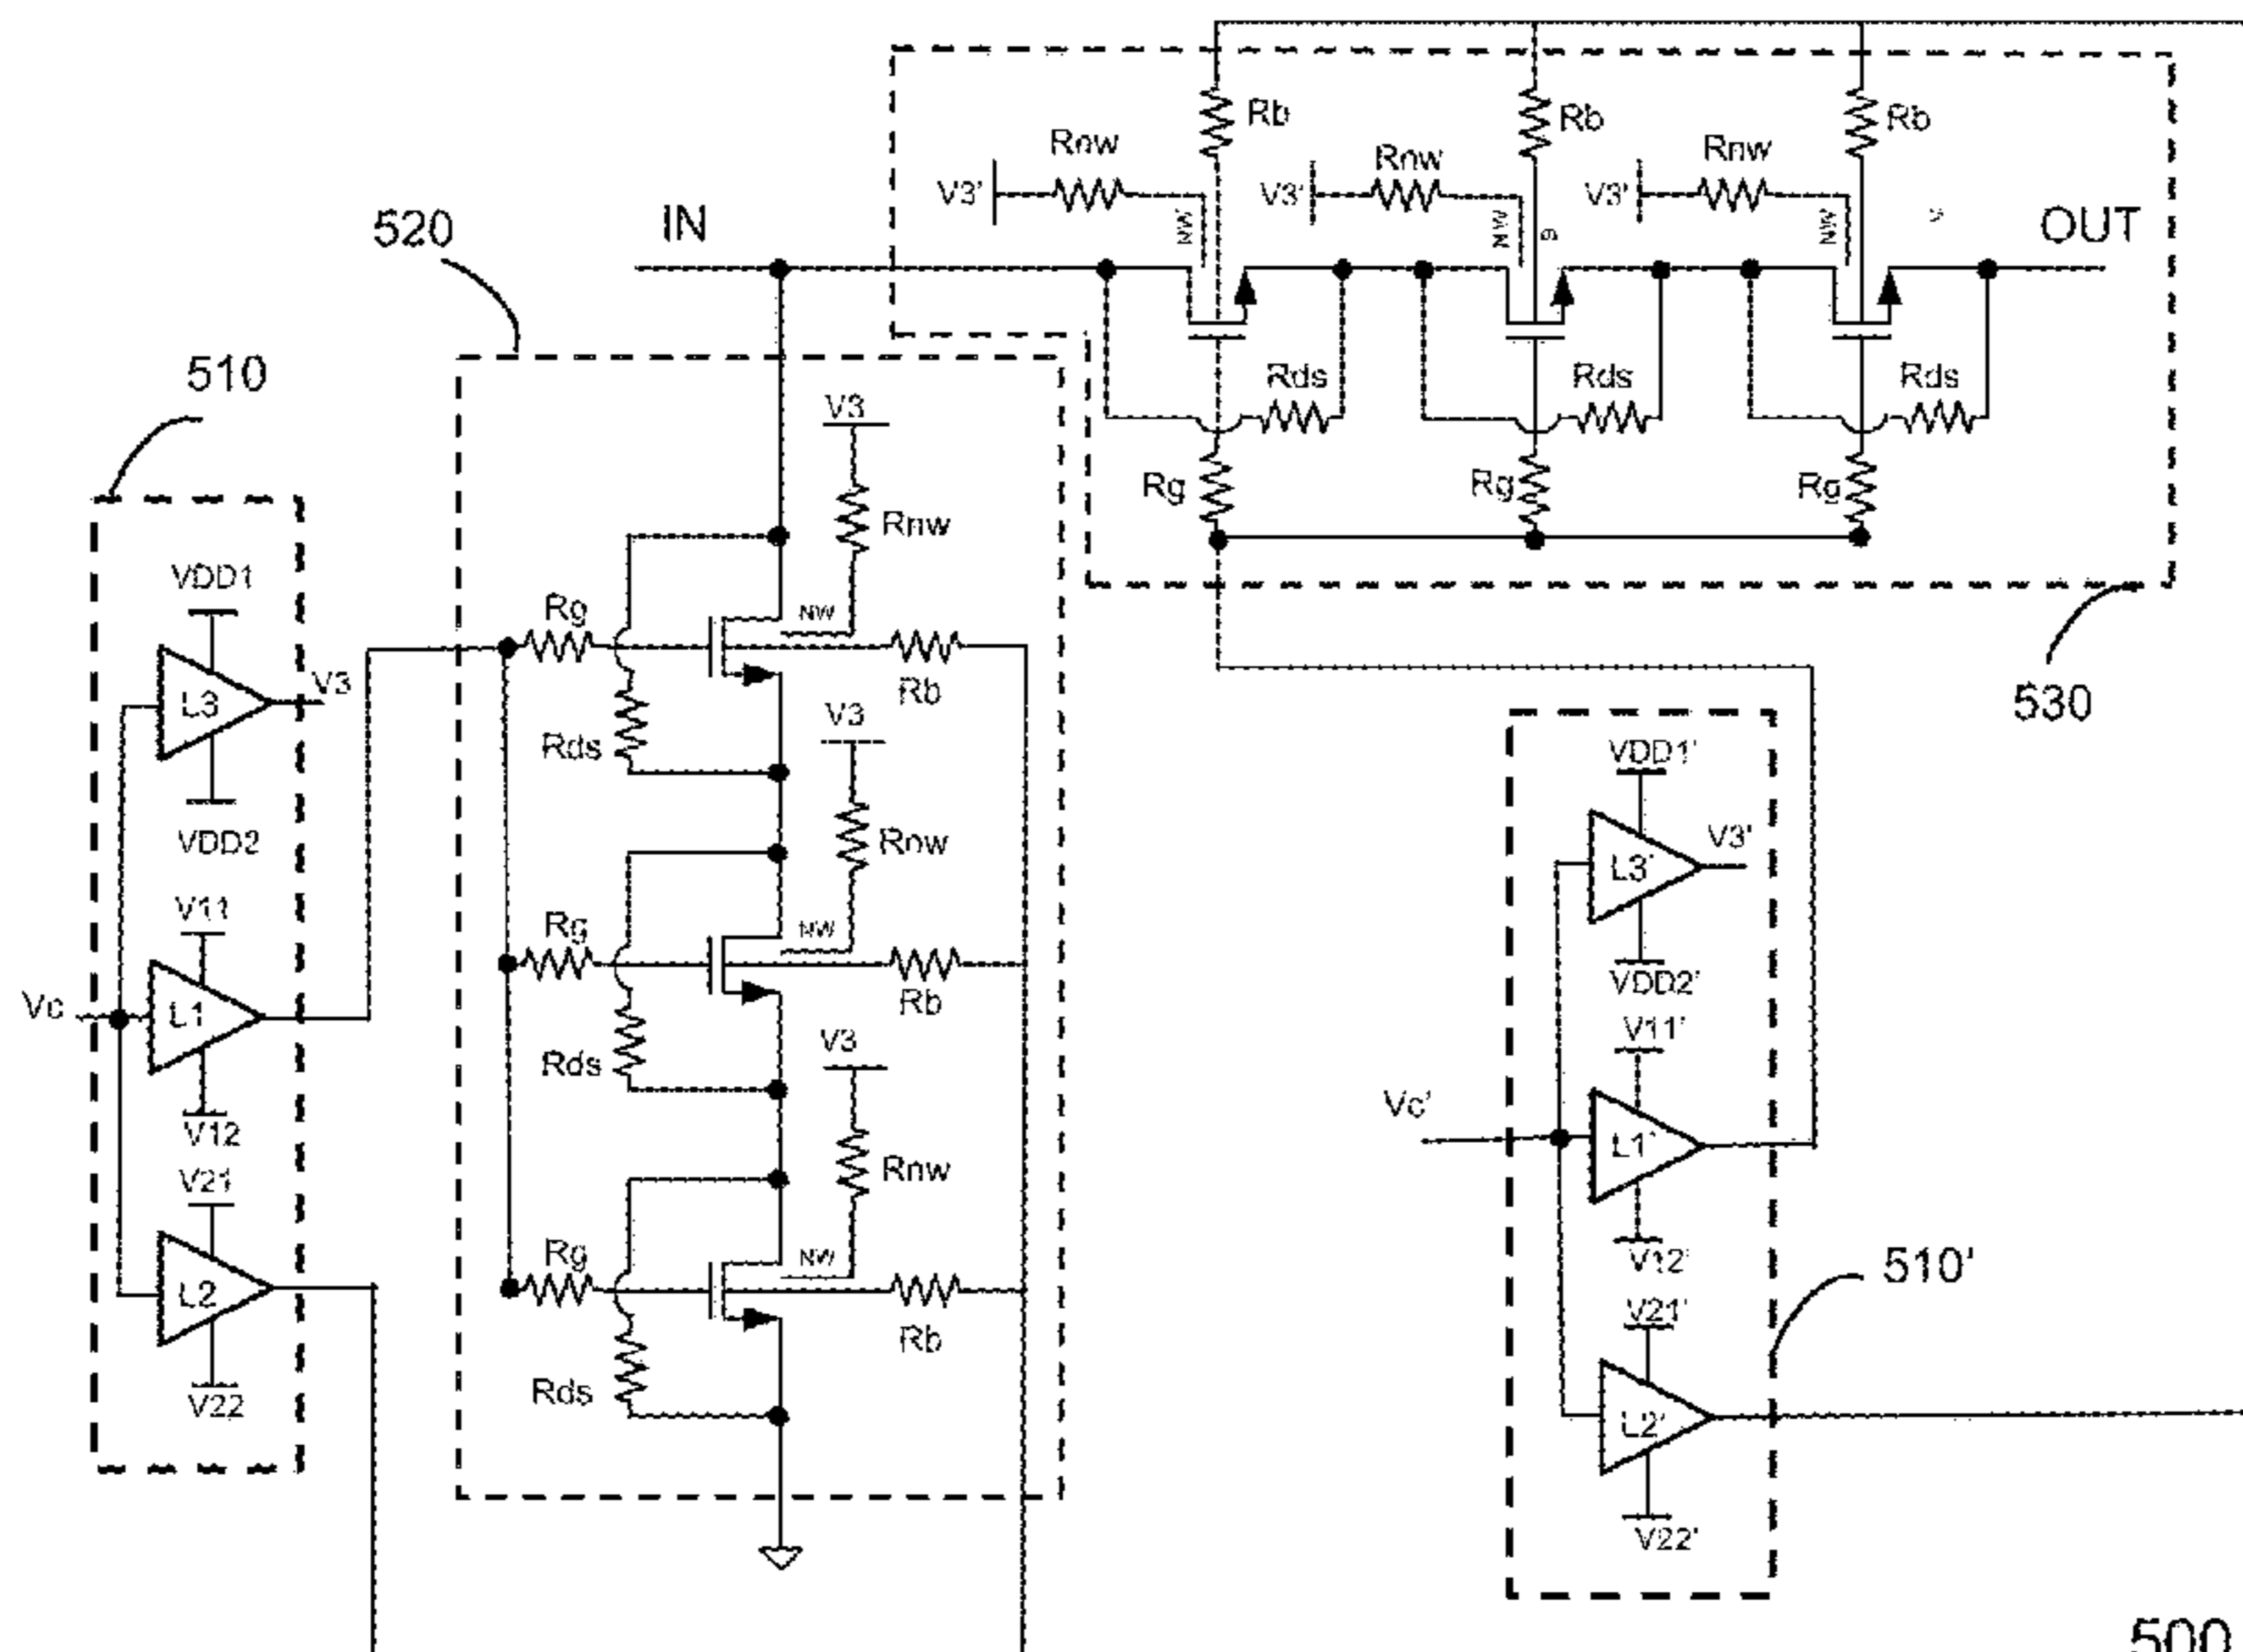 Rb
Rb
Rb
Rnw
Rnw
Rnw
V3'
V3'
V3'
NW
NW
NW
520
IN
OUT
510
V3
Rds
Rds
Rds
Rg
Rg
Rg
Rnw
VDD1
Rg
NW
L3
V3
Rb
530
Rds
V3
VDD1'
VDD2
Rnw
V3'
L3'
V11
Rg
NW
VDD2'
Vc
L1
Rb
V11'
Rds
V3
V12
Vc'
L1'
V21
Rnw
V12'
510'
Rg
NW
L2
V21'
Rb
Rds
V22
L2'
V22'
500